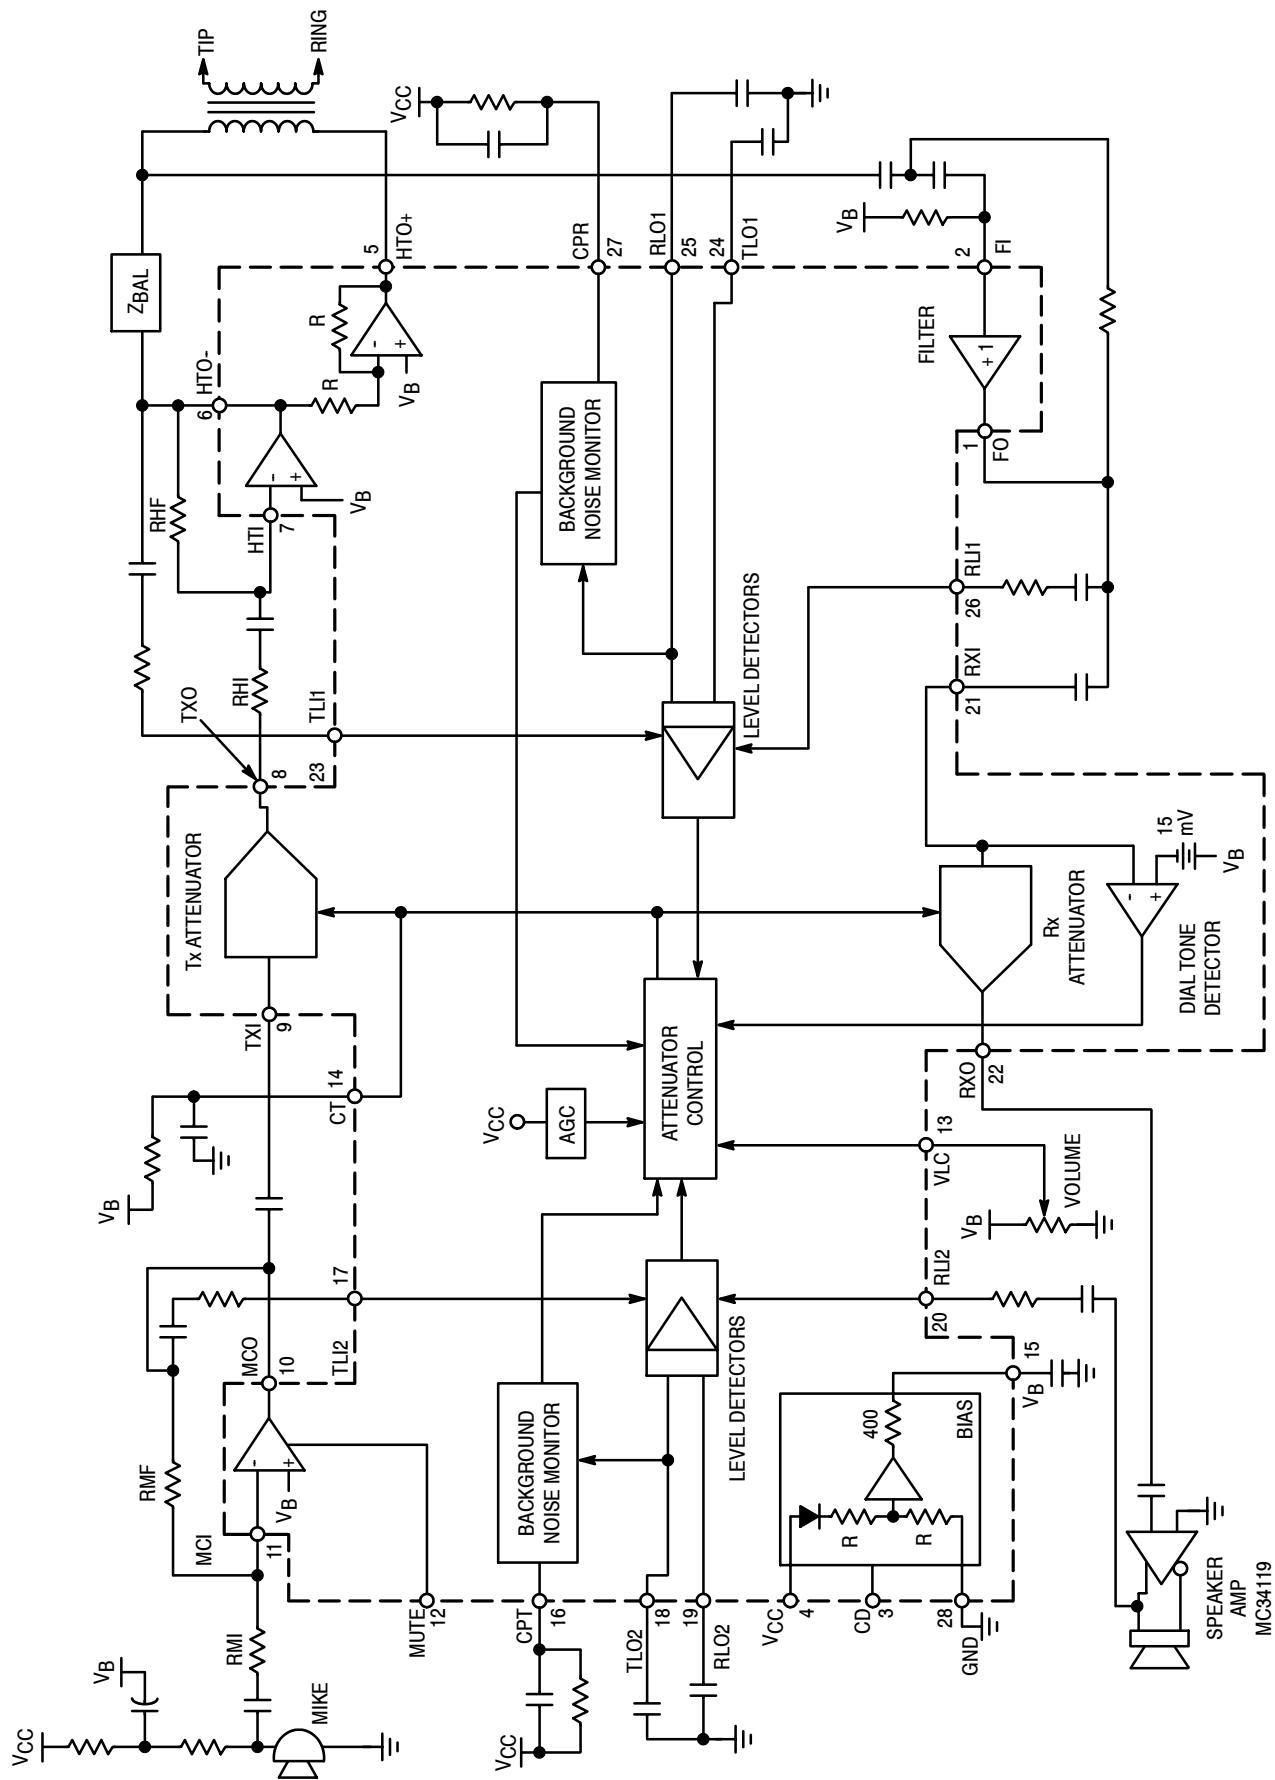 VCC
VB
MIKE
RMI
RMF
MCI
11
-
+
VB
MCO
10
MUTE
12
TLI2
17
VB
CT
14
TXI
9
Tx ATTENUATOR
TXO
8
RHI
RHF
HTI
7
-
+
VB
ZBAL
6
HTO-
R
R
-
+
VB
5
HTO+
TIP
RING
23
TLI1
VCC
CPT
16
BACKGROUND
NOISE MONITOR
VCC
AGC
BACKGROUND
NOISE MONITOR
CPR
27
VCC
TLO2
18
19
RLO2
LEVEL DETECTORS
ATTENUATOR
CONTROL
LEVEL DETECTORS
RLO1
25
24
TLO1
VCC
4
CD
3
GND
28
R
R
400
BIAS
15
VB
20
RLI2
VB
VOLUME
VLC
13
RXO
22
Rx
ATTENUATOR
-
+
15
mV
VB
DIAL TONE
DETECTOR
21
RXI
26
RLI1
1
FO
FILTER
+ 1
2
FI
VB
SPEAKER
AMP
MC34119